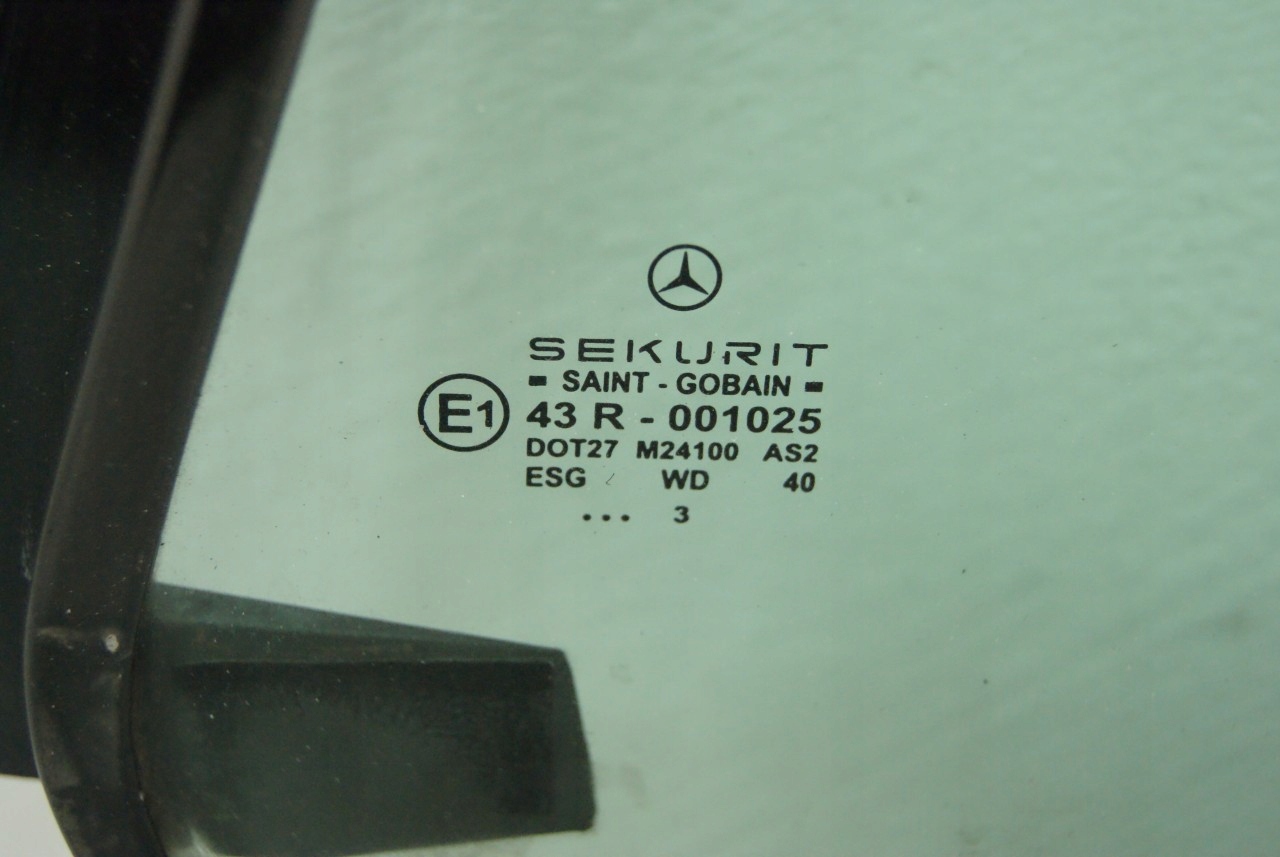 SEKURIT
SAINT - GOBAIN
E1 43 R - 001025
DOT27 M24100 AS2
ESG WD 40
... 3